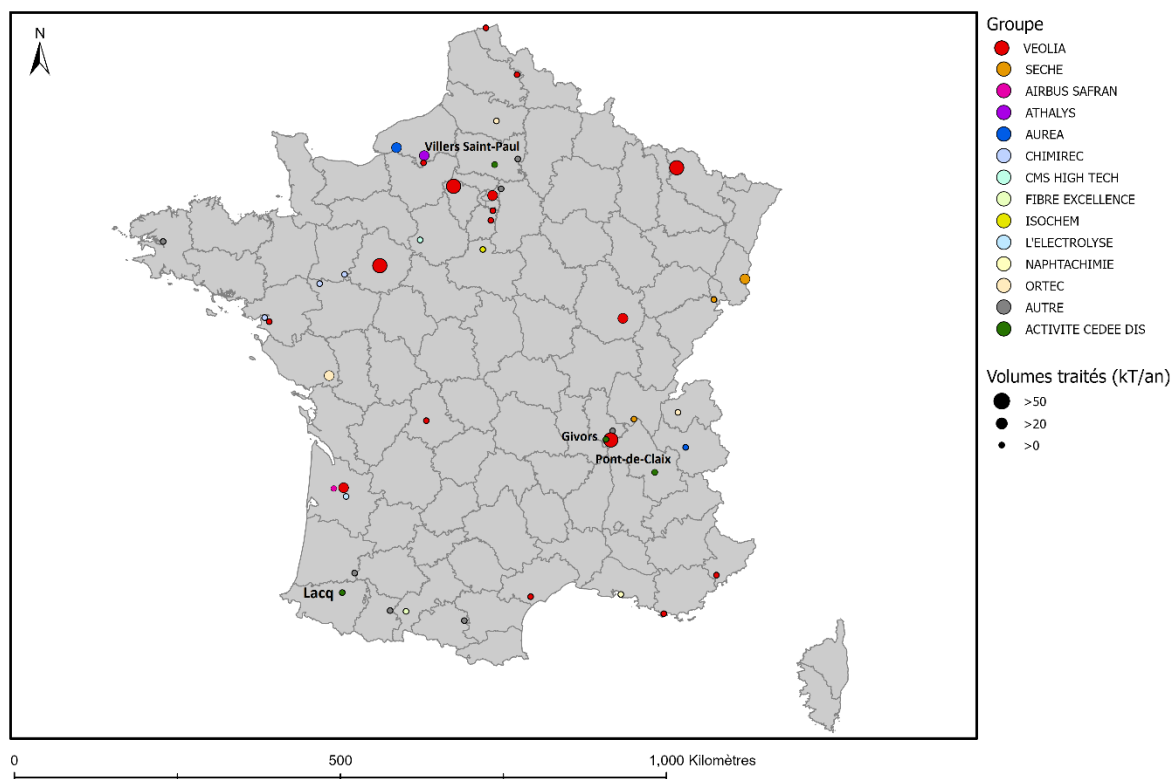 N
Villers Saint-Paul
Givors
Pont-de-Claix
Lacq
0
500
1,000 Kilomètres
Groupe
VEOLIA
SECHE
AIRBUS SAFRAN
ATHALYS
AUREA
CHIMIREC
CMS HIGH TECH
FIBRE EXCELLENCE
ISOCHEM
L'ELECTROLYSE
NAPHTACHIMIE
ORTEC
AUTRE
ACTIVITE CEDEE DIS
Volumes traités (kT/an)
>50
>20
>0